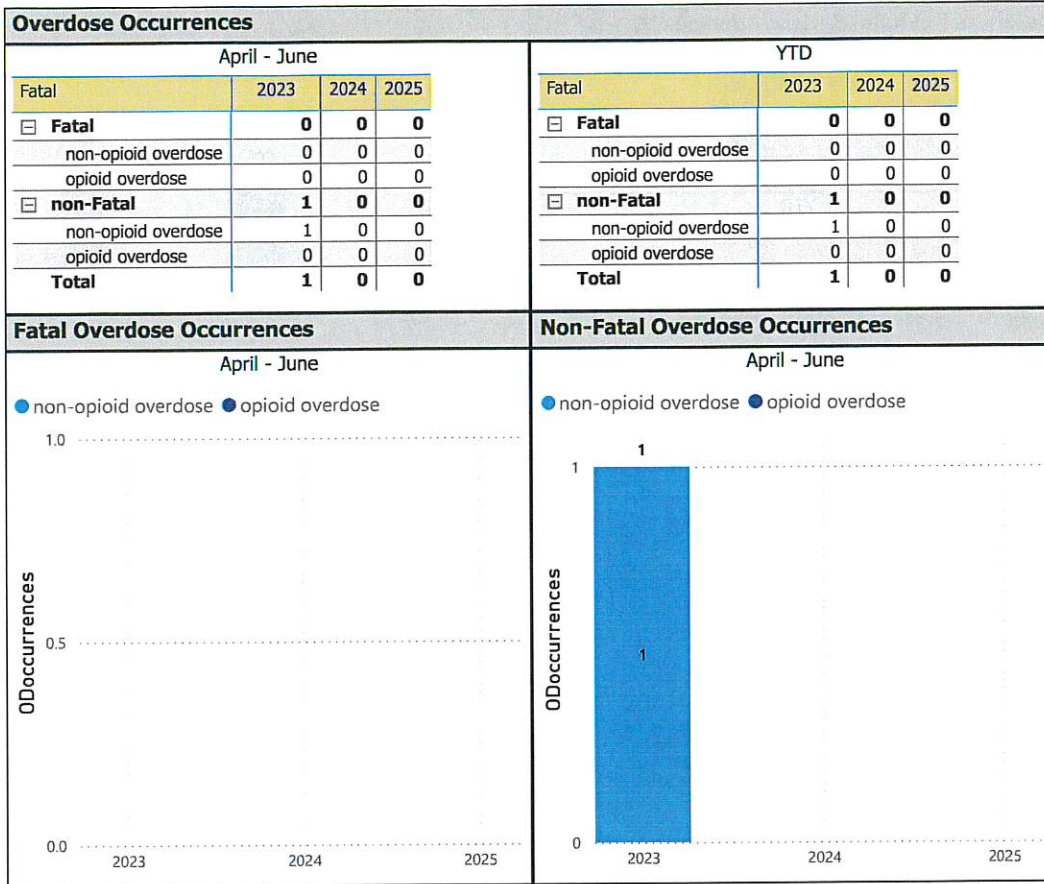 Overdose Occurrences
April - June
Fatal 2023 2024 2025
Fatal 0 0 0
non-opioid overdose 0 0 0
opioid overdose 0 0 0
non-Fatal 1 0 0
non-opioid overdose 1 0 0
opioid overdose 0 0 0
Total 1 0 0
YTD
Fatal 2023 2024 2025
Fatal 0 0 0
non-opioid overdose 0 0 0
opioid overdose 0 0 0
non-Fatal 1 0 0
non-opioid overdose 1 0 0
opioid overdose 0 0 0
Total 1 0 0
Fatal Overdose Occurrences
April - June
non-opioid overdose opioid overdose
1.0
0.5
0.0
ODoccurrences
2023 2024 2025
Non-Fatal Overdose Occurrences
April - June
non-opioid overdose opioid overdose
1
1
1
0
ODoccurrences
2023 2024 2025